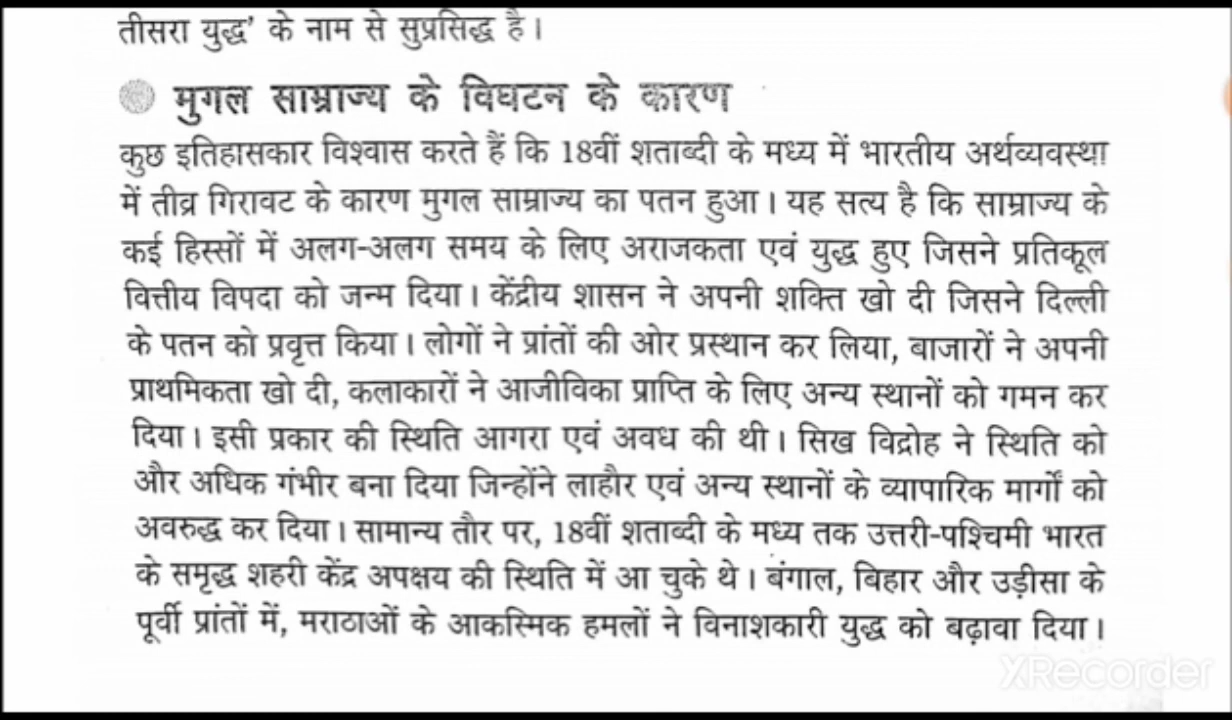 तीसरा युद्ध' के नाम से सुप्रसिद्ध है।
मुगल साम्राज्य के विघटन के कारण
कुछ इतिहासकार विश्वास करते हैं कि 18वीं शताब्दी के मध्य में भारतीय अर्थव्यवस्था
में तीव्र गिरावट के कारण मुगल साम्राज्य का पतन हुआ। यह सत्य है कि साम्राज्य के
कई हिस्सों में अलग-अलग समय के लिए अराजकता एवं युद्ध हुए जिसने प्रतिकूल
वित्तीय विपदा को जन्म दिया। केंद्रीय शासन ने अपनी शक्ति खो दी जिसने दिल्ली
के पतन को प्रवृत्त किया। लोगों ने प्रांतों की ओर प्रस्थान कर लिया, बाजारों ने अपनी
प्राथमिकता खो दी, कलाकारों ने आजीविका प्राप्ति के लिए अन्य स्थानों को गमन कर
दिया। इसी प्रकार की स्थिति आगरा एवं अवध की थी। सिख विद्रोह ने स्थिति को
और अधिक गंभीर बना दिया जिन्होंने लाहौर एवं अन्य स्थानों के व्यापारिक मार्गों को
अवरुद्ध कर दिया। सामान्य तौर पर, 18वीं शताब्दी के मध्य तक उत्तरी-पश्चिमी भारत
के समृद्ध शहरी केंद्र अपक्षय की स्थिति में आ चुके थे। बंगाल, बिहार और उड़ीसा के
पूर्वी प्रांतों में, मराठाओं के आकस्मिक हमलों ने विनाशकारी युद्ध को बढ़ावा दिया।
XRecorder